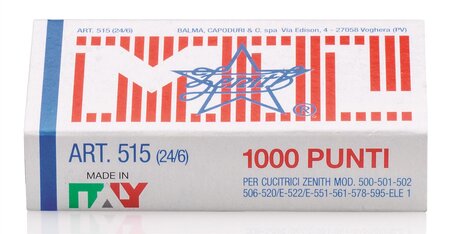 ART. 515 (24/6)
BALMA, CAPODURI & C. spa Via Edison, 4 - 27058 Voghera (PV)
Zenith
®
ART. 515 (24/6)
1000 PUNTI
MADE IN
ITALY
PER CUCITRICI ZENITH MOD. 500-501-502
506-520/E-522/E-551-561-578-595-ELE 1